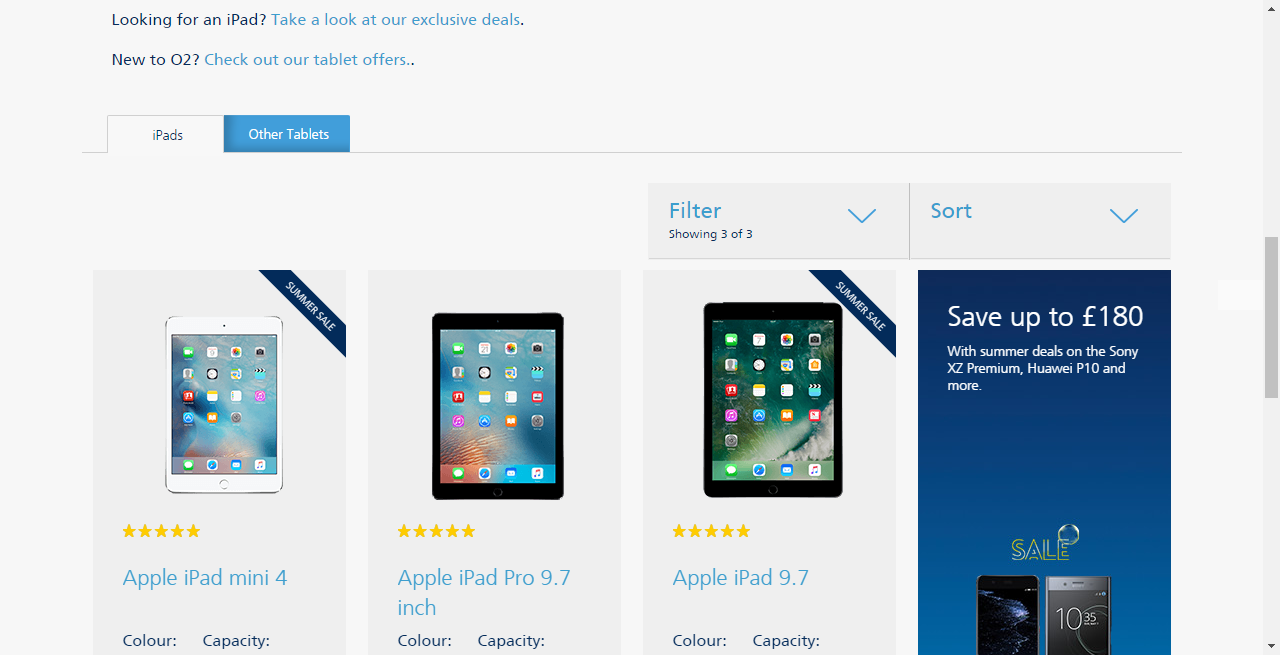 Looking for an iPad? Take a look at our exclusive deals.
New to O2? Check out our tablet offers..
iPads
Other Tablets
Filter
Showing 3 of 3
Sort
SUMMER SALE
SUMMER SALE
Save up to £180
With summer deals on the Sony
XZ Premium, Huawei P10 and
more.
SALE
10:35
Apple iPad mini 4
Apple iPad Pro 9.7
inch
Apple iPad 9.7
Colour: Capacity:
Colour: Capacity:
Colour: Capacity: